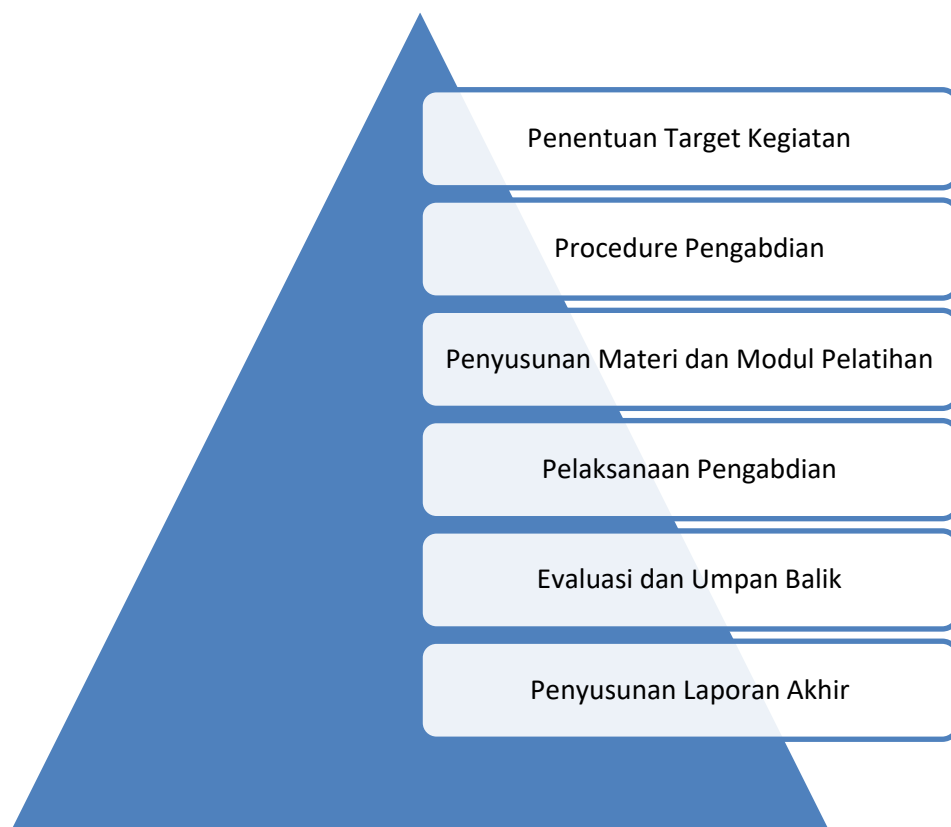 Penentuan Target Kegiatan
Procedure Pengabdian
Penyusunan Materi dan Modul Pelatihan
Pelaksanaan Pengabdian
Evaluasi dan Umpan Balik
Penyusunan Laporan Akhir